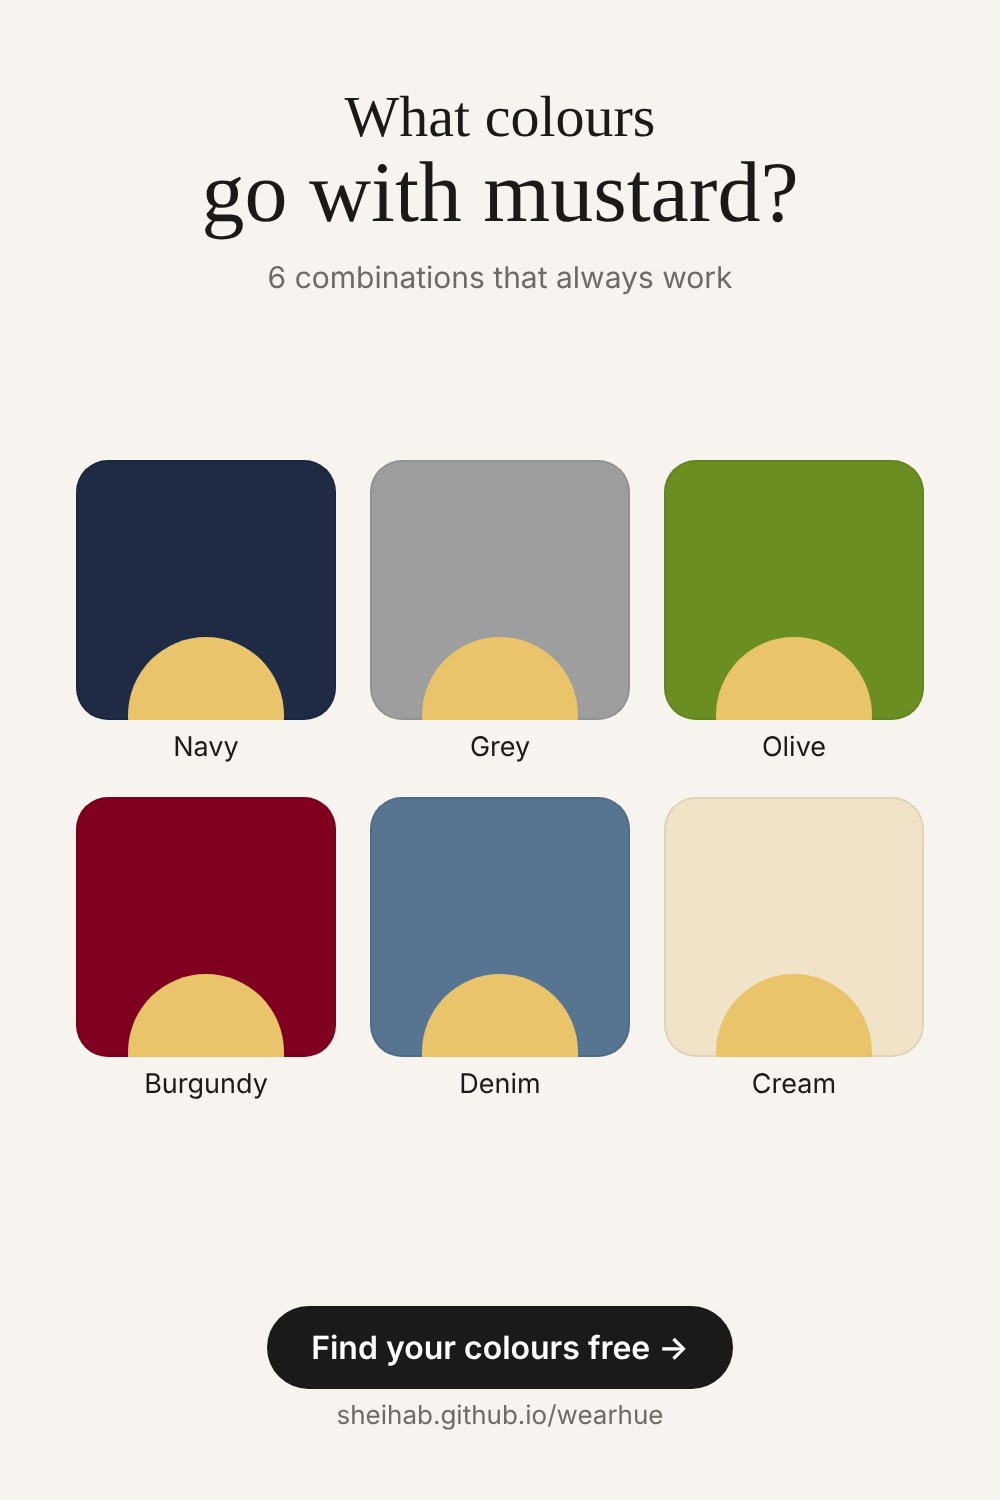 What colours
go with mustard?
6 combinations that always work
Navy
Grey
Olive
Burgundy
Denim
Cream
Find your colours free →
sheihab.github.io/wearhue